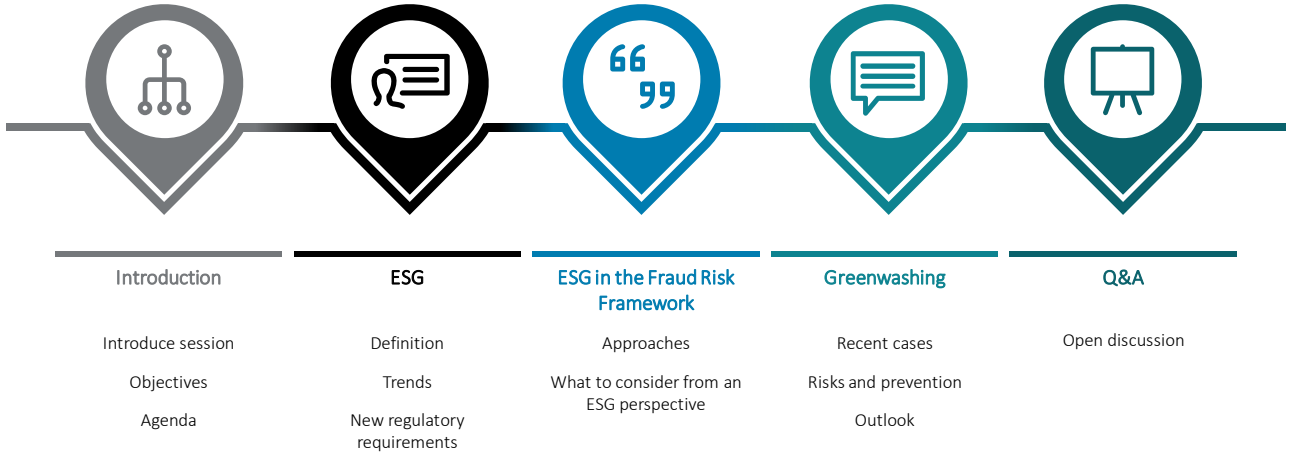 Introduction
Introduce session
Objectives
Agenda
ESG
Definition
Trends
New regulatory
requirements
ESG in the Fraud Risk
Framework
Approaches
What to consider from an
ESG perspective
Greenwashing
Recent cases
Risks and prevention
Outlook
Q&A
Open discussion